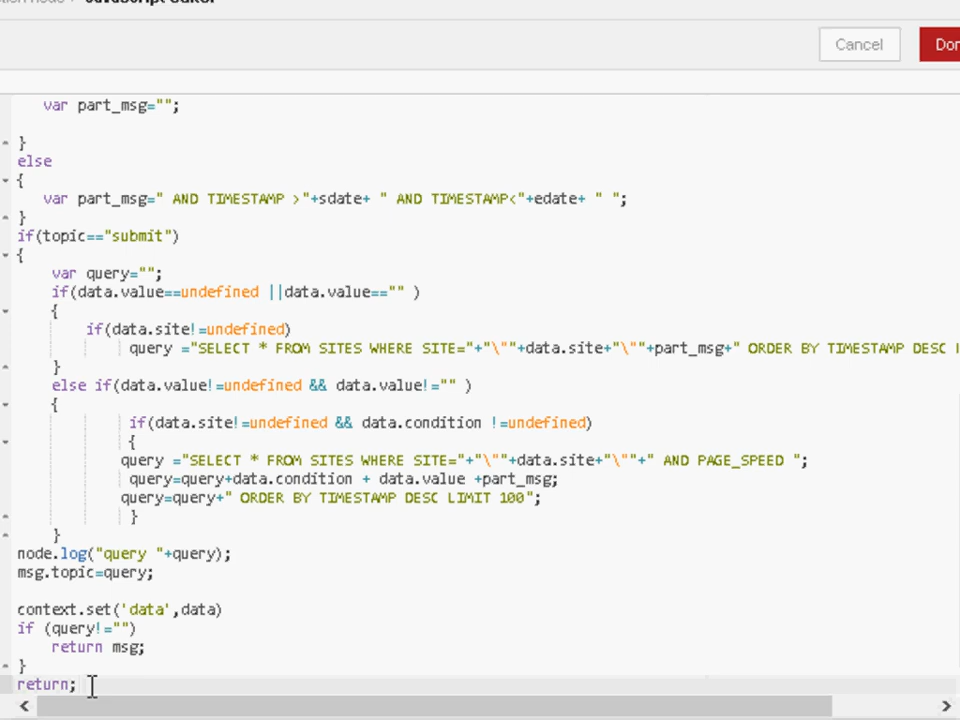 JavaScript editor
Cancel
var part_msg="";
}
else
{
var part_msg=" AND TIMESTAMP >"+sdate+ " AND TIMESTAMP<"+edate+ " ";
}
if(topic=="submit")
{
var query="";
if(data.value==undefined ||data.value=="" )
{
if(data.site!=undefined)
query ="SELECT * FROM SITES WHERE SITE="+"\""+data.site+"\""+part_msg+" ORDER BY TIMESTAMP DESC
}
else if(data.value!=undefined && data.value!="" )
{
if(data.site!=undefined && data.condition !=undefined)
{
query ="SELECT * FROM SITES WHERE SITE="+"\""+data.site+"\""+" AND PAGE_SPEED ";
query=query+data.condition + data.value +part_msg;
query=query+" ORDER BY TIMESTAMP DESC LIMIT 100";
}
}
node.log("query "+query);
msg.topic=query;
context.set('data',data)
if (query!="")
return msg;
}
return;